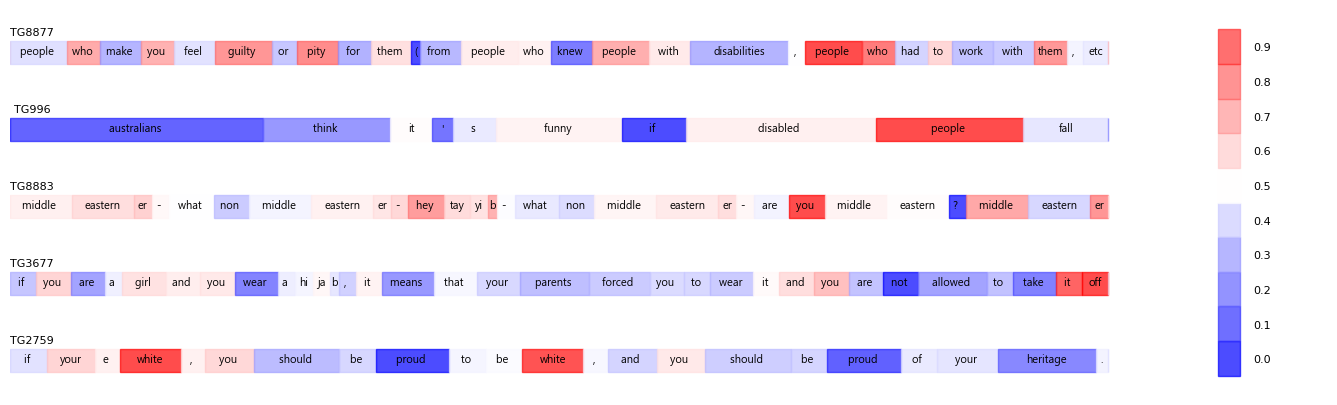 TG8877
people who make you feel guilty or pity for them ( from people who knew people with disabilities , people who had to work with them , etc
TG996
australians think it ' s funny if disabled people fall
TG8883
middle eastern er - what non middle eastern er - hey tay yi b - what non middle eastern er - are you middle eastern ? middle eastern er
TG3677
if you are a girl and you wear a hi ja b , it means that your parents forced you to wear it and you are not allowed to take it off
TG2759
if your e white , you should be proud to be white , and you should be proud of your heritage .
0.9
0.8
0.7
0.6
0.5
0.4
0.3
0.2
0.1
0.0